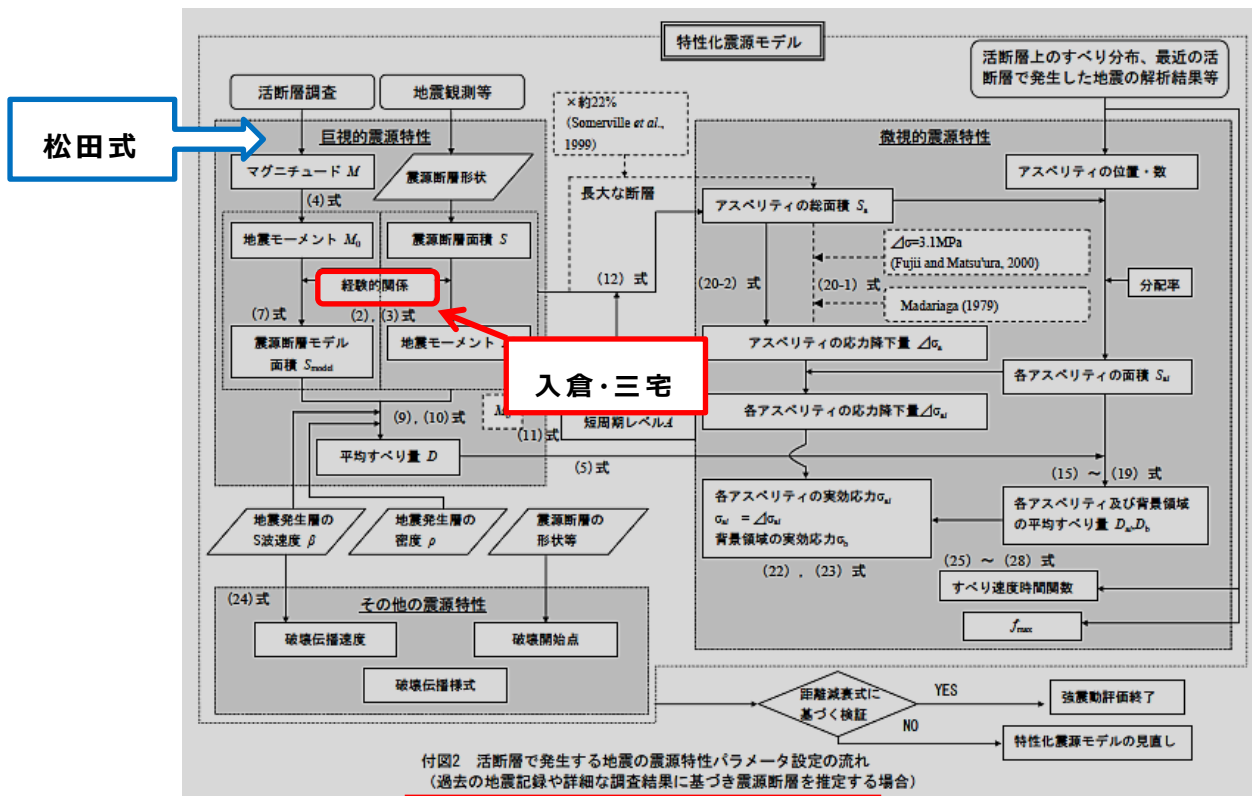 特性化震源モデル
活断層上のすべり分布、最近の活
断層で発生した地震の解析結果等
活断層調査
地震観測等
×約22%
(Somerville et al.,
1999)
松田式
巨視的震源特性
微視的震源特性
マグニチュード M
震源断層形状
アスペリティの位置・数
(4)式
長大な断層
アスペリティの総面積 Sa
地震モーメント M0
震源断層面積 S
⊿σ=3.1MPa
(Fujii and Matsu'ura, 2000)
経験的関係
(12) 式
(20-2) 式
(20-1) 式
分配率
Madariaga (1979)
(7)式
(2), (3)式
震源断層モデル
面積 Smodel
地震モーメント
アスペリティの応力降下量 ⊿σa
入倉・三宅
各アスペリティの面積 Sai
各アスペリティの応力降下量⊿σai
(9), (10)式
短周期レベルA
(11)式
平均すべり量 D
(5)式
(15) ～ (19) 式
各アスペリティの実効応力σai
σai =⊿σai
背景領域の実効応力σb
各アスペリティ及び背景領域
の平均すべり量 Da,Db
地震発生層の
S波速度 β
地震発生層の
密度 ρ
震源断層の
形状等
(22), (23) 式
(25) ～ (28) 式
すべり速度時間関数
(24)式
その他の震源特性
fmax
破壊伝播速度
破壊開始点
破壊伝播様式
距離減衰式に
基づく検証
YES
強震動評価終了
NO
特性化震源モデルの見直し
付図2 活断層で発生する地震の震源特性パラメータ設定の流れ
(過去の地震記録や詳細な調査結果に基づき震源断層を推定する場合)